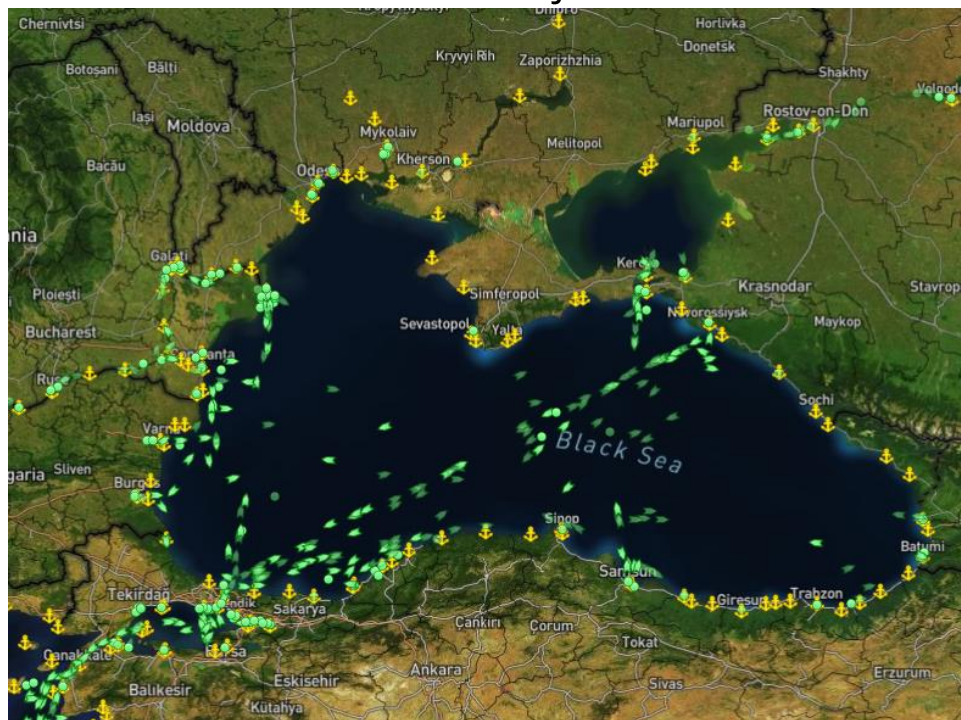 Chernivtsi
Dnipro
Horlivka
Kryvyi Rih
Zaporizhzhia
Donetsk
Botoșani
Bălți
Shakhty
Iași
Moldova
Mykolaiv
Mariupol
Rostov-on-Don
Bacău
Kherson
Melitopol
Galați
Kerch
Simferopol
Krasnodar
Ploiești
Novorossiysk
Bucharest
Sevastopol
Yalta
Maykop
Sochi
Varna
Black Sea
Sliven
Burgas
Sinop
Batumi
Samsun
Tekirdağ
Sakarya
Giresun
Trabzon
Çankırı
Çorum
Tokat
Çanakkale
Bursa
Ankara
Eskisehir
Sivas
Erzurum
Balıkesir
Kütahya